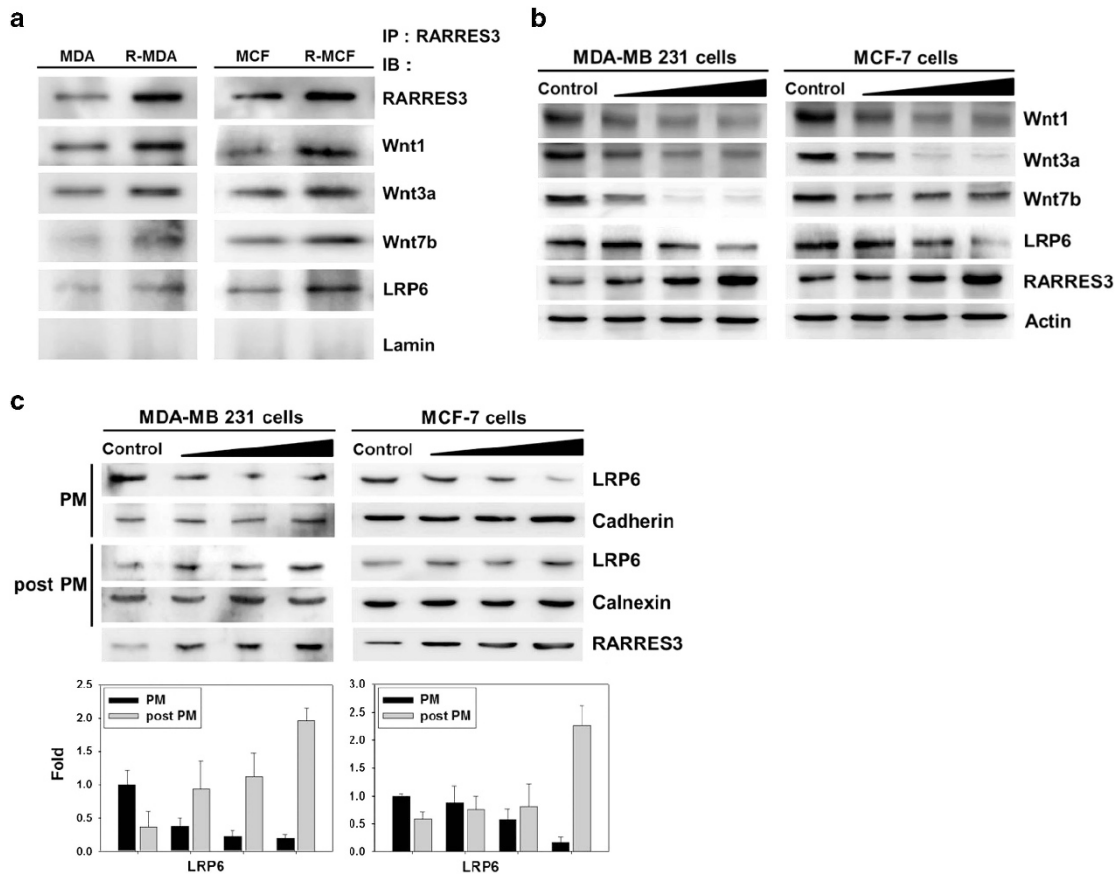 a
IP : RARRES3
MDA R-MDA MCF R-MCF
IB :
RARRES3
Wnt1
Wnt3a
Wnt7b
LRP6
Lamin
b
MDA-MB 231 cells MCF-7 cells
Control Control
Wnt1
Wnt3a
Wnt7b
LRP6
RARRES3
Actin
c
MDA-MB 231 cells MCF-7 cells
Control Control
PM
LRP6
Cadherin
post PM
LRP6
Calnexin
RARRES3
Fold
2.5
2.0
1.5
1.0
0.5
0.0
PM
post PM
LRP6
3.0
2.5
2.0
1.5
1.0
0.5
0.0
PM
post PM
LRP6